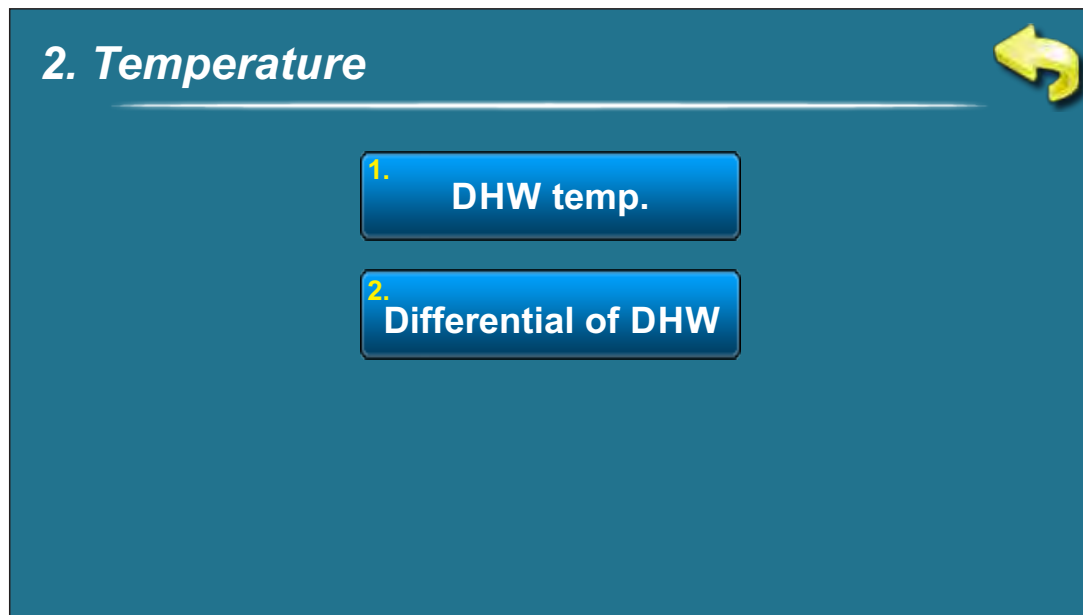 2. Temperature
1.
DHW temp.
2.
Differential of DHW